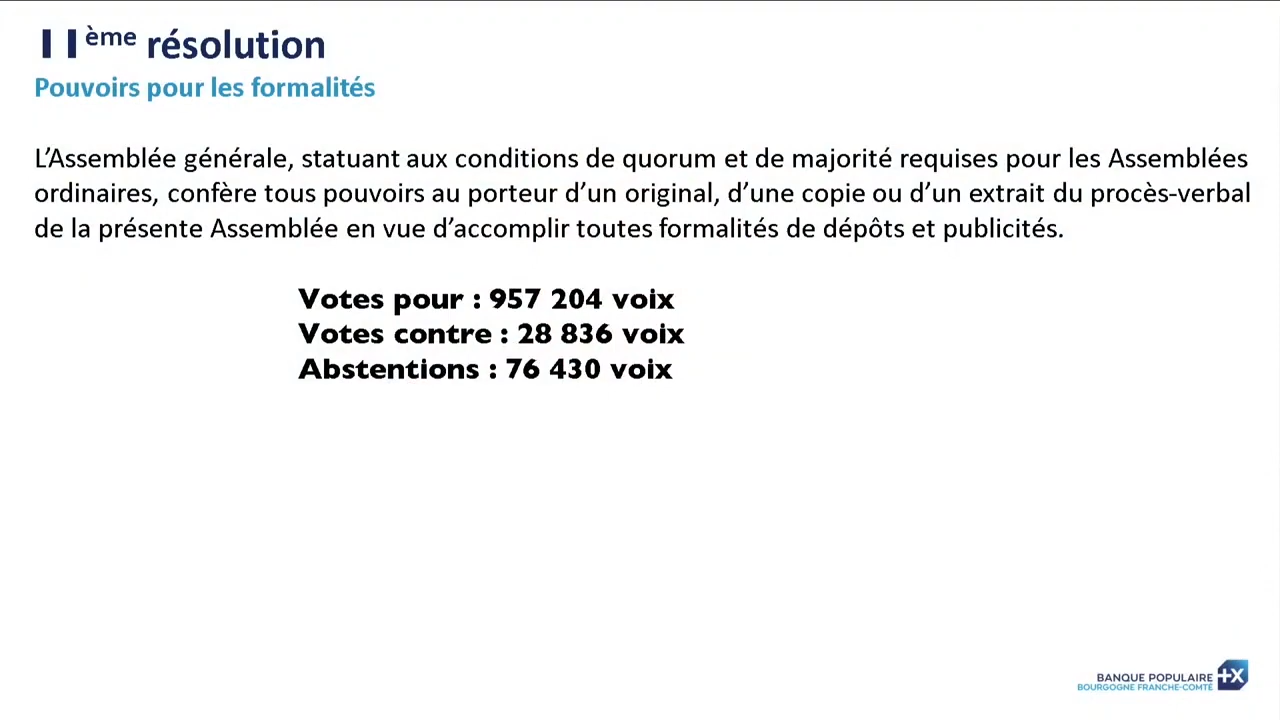 11ème résolution
Pouvoirs pour les formalités
L’Assemblée générale, statuant aux conditions de quorum et de majorité requises pour les Assemblées
ordinaires, confère tous pouvoirs au porteur d’un original, d’une copie ou d’un extrait du procès-verbal
de la présente Assemblée en vue d’accomplir toutes formalités de dépôts et publicités.
Votes pour : 957 204 voix
Votes contre : 28 836 voix
Abstentions : 76 430 voix
BANQUE POPULAIRE
BOURGOGNE FRANCHE-COMTÉ
+X